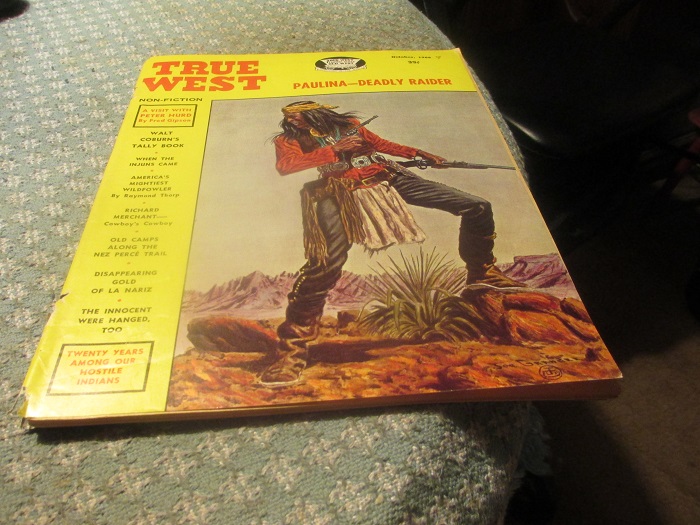 TRUE
WEST
25¢
PAULINA—DEADLY RAIDER
NON-FICTION
A VISIT WITH
PETER HURD
By Fred Gipson
WALT
COBURN'S
TALLY BOOK
WHEN THE
INJUNS CAME
AMERICA'S
MIGHTIEST
WILDFOWLER
By Raymond Thorp
RICHARD
MERCHANT—
Cowboy's Cowboy
OLD CAMPS
ALONG THE
NEZ PERCE TRAIL
DISAPPEARING
GOLD
OF LA NARIZ
THE INNOCENT
WERE HANGED,
TOO
TWENTY YEARS
AMONG OUR
HOSTILE
INDIANS